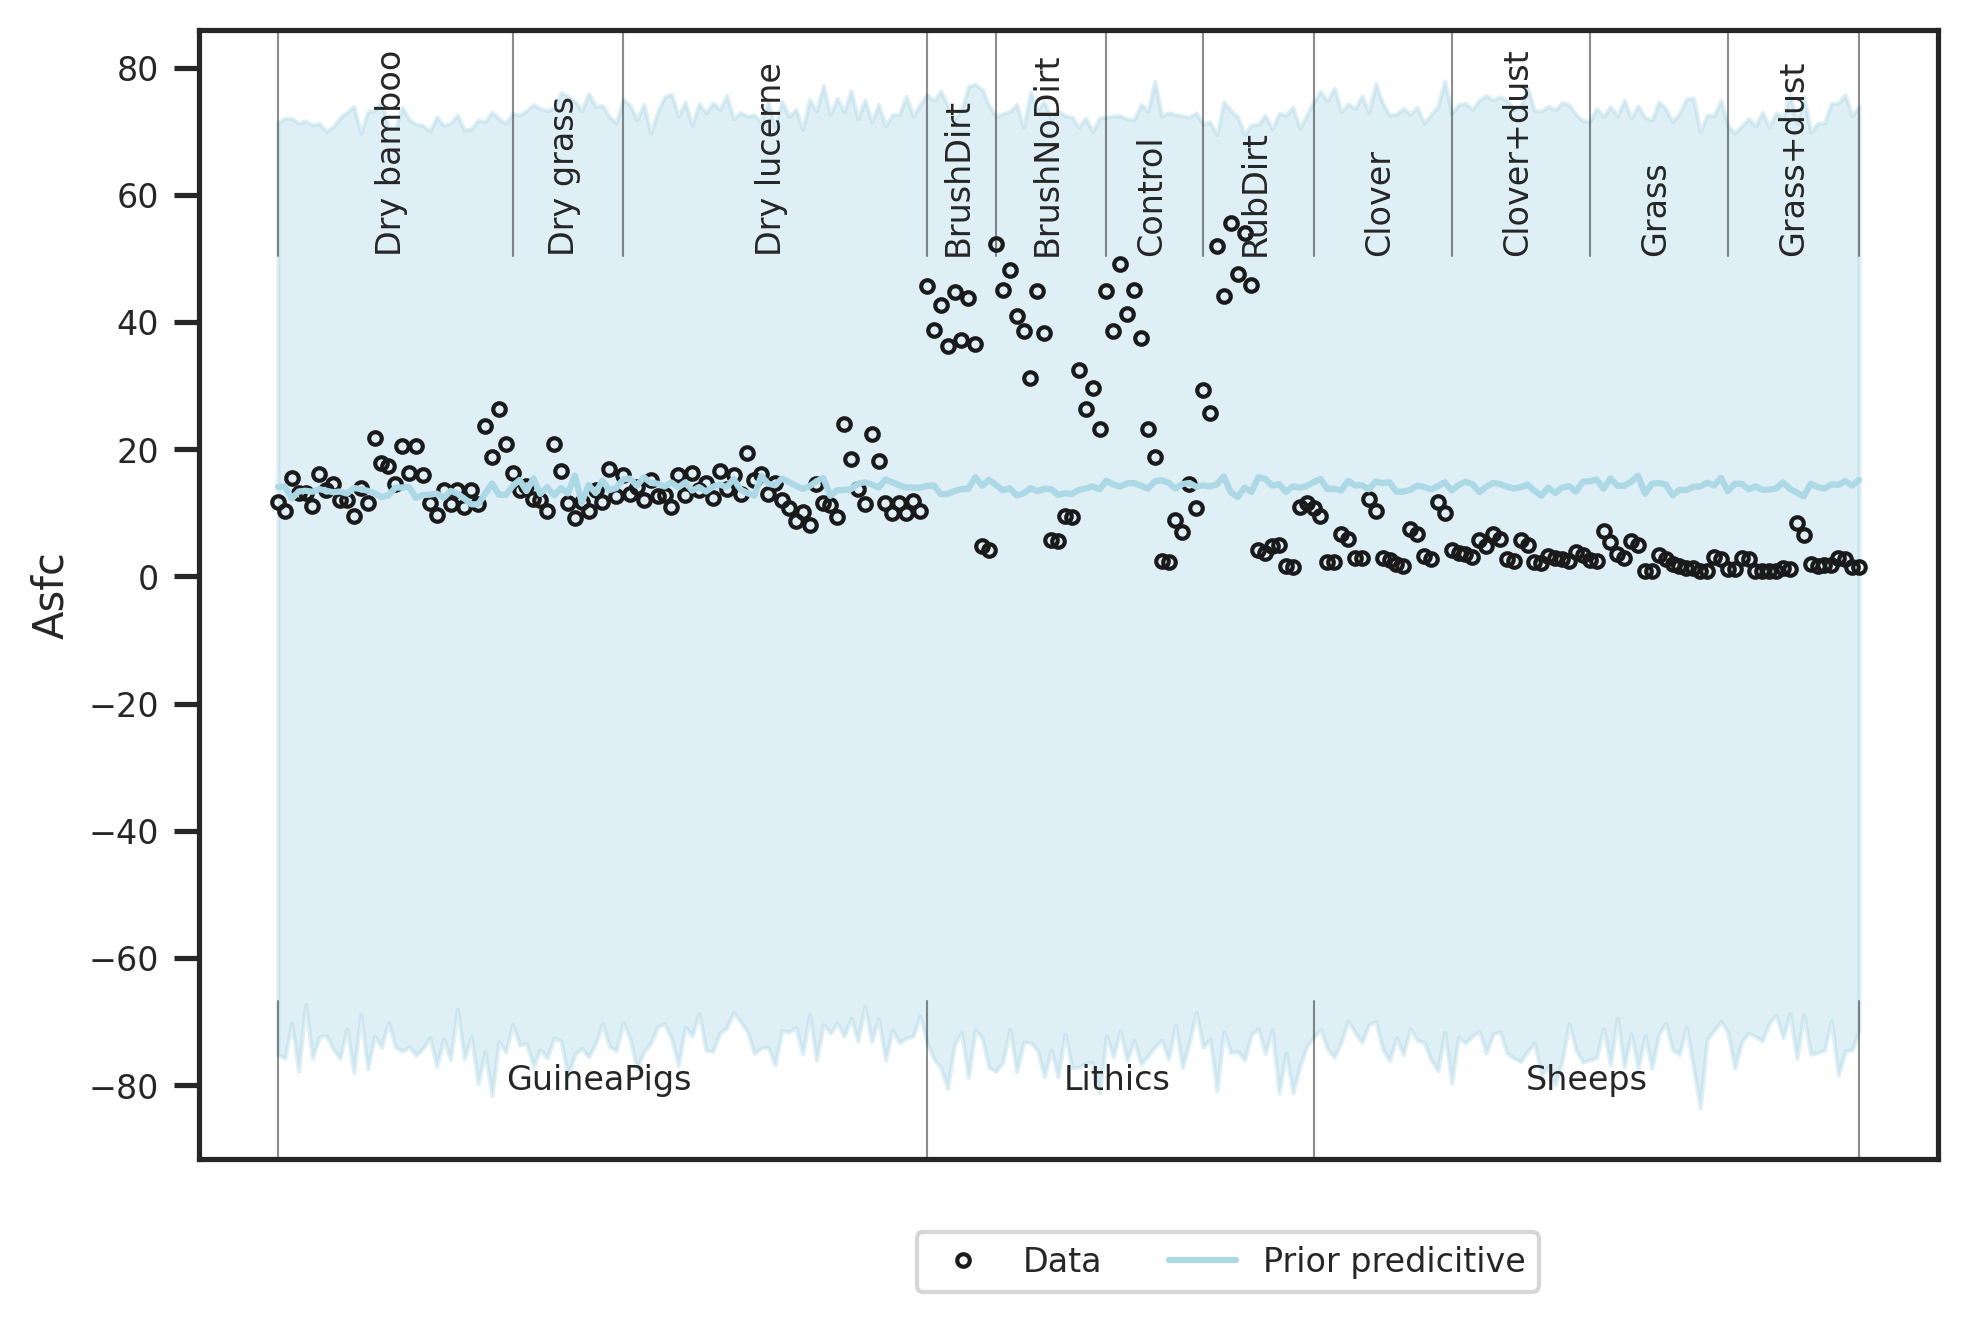 80
60
40
20
0
−20
−40
−60
−80
Asfc
Dry bamboo
Dry grass
Dry lucerne
BrushDirt
BrushNoDirt
Control
RubDirt
Clover
Clover+dust
Grass
Grass+dust
GuineaPigs
Lithics
Sheeps
Data
Prior predicitive